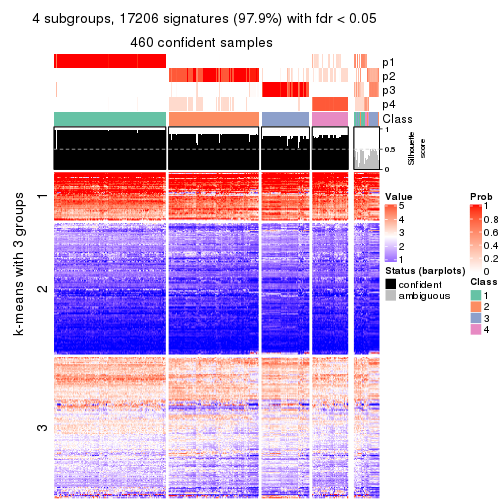 4 subgroups, 17206 signatures (97.9%) with fdr < 0.05
460 confident samples
p1
p2
p3
p4
Class
1
0.5
0
Silhouette
score
k-means with 3 groups
1
2
3
Value
5
4
3
2
1
Status (barplots)
confident
ambiguous
Prob
1
0.8
0.6
0.4
0.2
0
Class
1
2
3
4